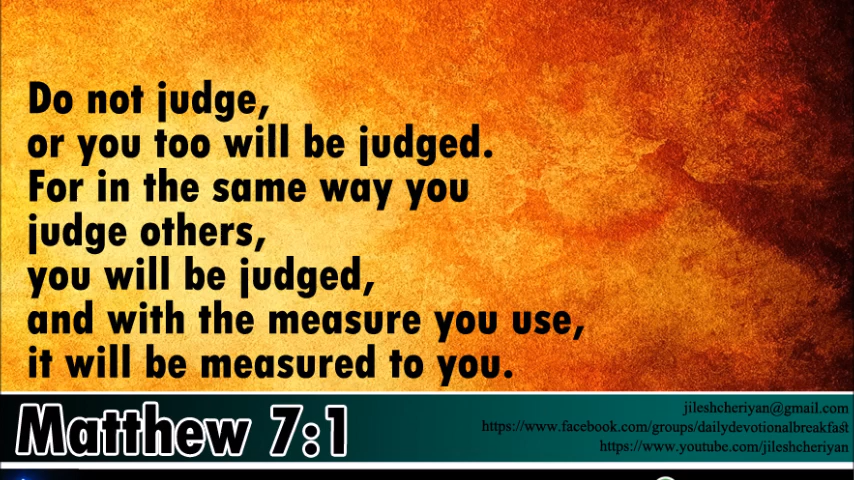 Do not judge,
or you too will be judged.
For in the same way you
judge others,
you will be judged,
and with the measure you use,
it will be measured to you.
Matthew 7:1
jileshcheriyan@gmail.com
https://www.facebook.com/groups/dailydevotionalbreakfast
https://www.youtube.com/jileshcheriyan